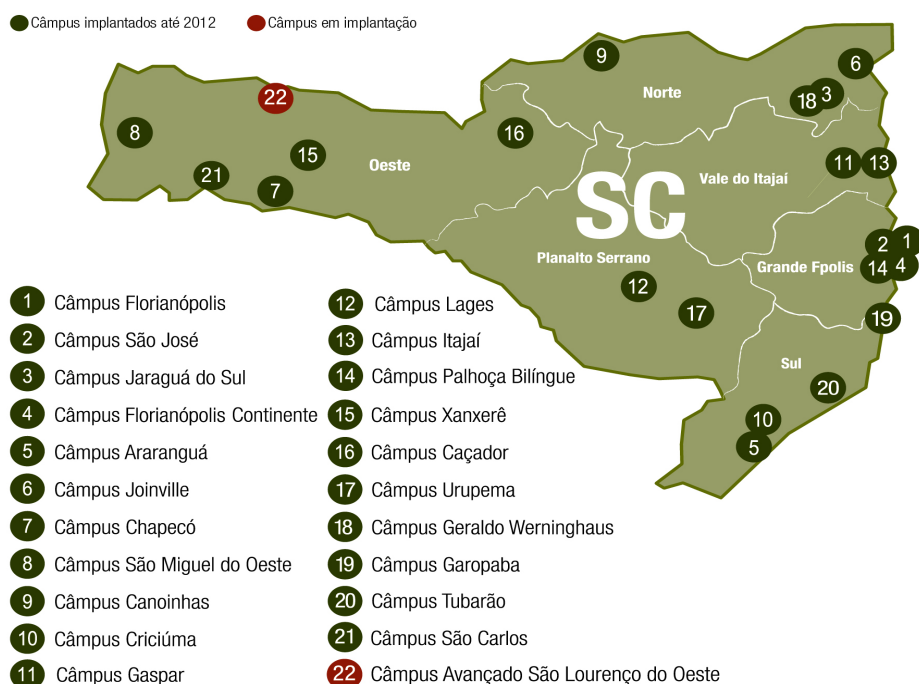 Câmpus implantados até 2012
Câmpus em implantação
9
6
Norte
22
3
18
8
16
15
Oeste
11
13
21
7
Vale do Itajaí
SC
2
1
Planalto Serrano
Grande Fpolis
14
4
12
17
19
Sul
20
10
5
1 Câmpus Florianópolis
2 Câmpus São José
3 Câmpus Jaraguá do Sul
4 Câmpus Florianópolis Continente
5 Câmpus Araranguá
6 Câmpus Joinville
7 Câmpus Chapecó
8 Câmpus São Miguel do Oeste
9 Câmpus Canoinhas
10 Câmpus Criciúma
11 Câmpus Gaspar
12 Câmpus Lages
13 Câmpus Itajaí
14 Câmpus Palhoça Bilíngue
15 Câmpus Xanxerê
16 Câmpus Caçador
17 Câmpus Urupema
18 Câmpus Geraldo Werninghaus
19 Câmpus Garopaba
20 Câmpus Tubarão
21 Câmpus São Carlos
22 Câmpus Avançado São Lourenço do Oeste